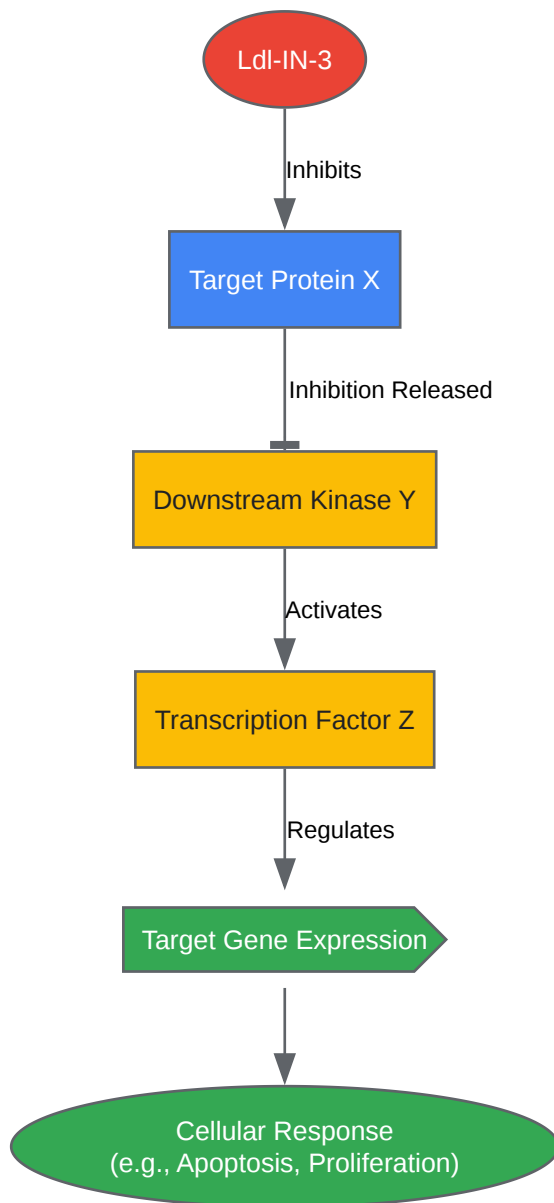 Ldl-IN-3
Inhibits
Target Protein X
Inhibition Released
Downstream Kinase Y
Activates
Transcription Factor Z
Regulates
Target Gene Expression
Cellular Response
(e.g., Apoptosis, Proliferation)